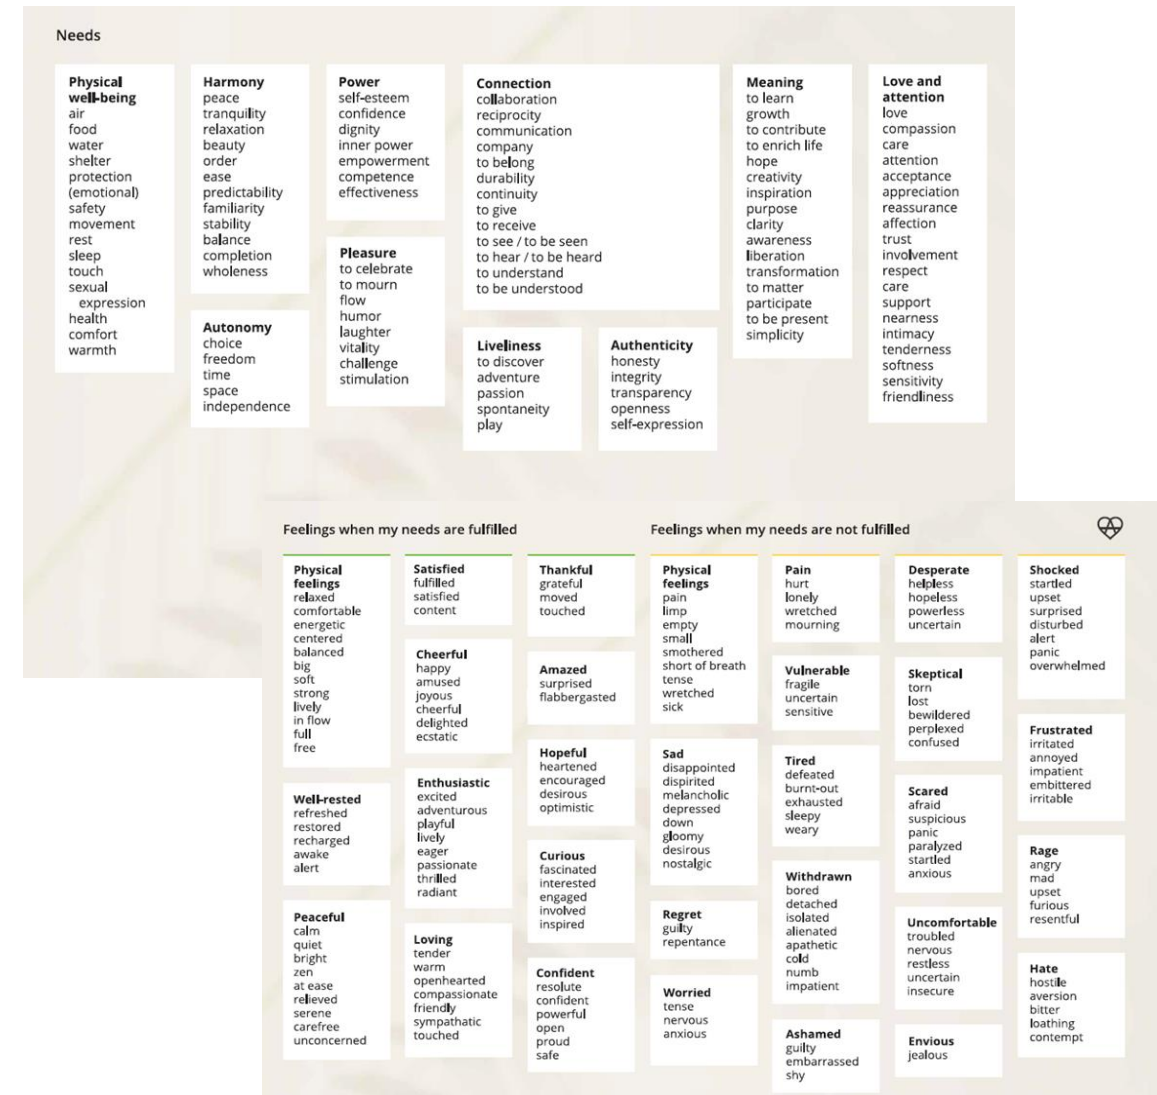 Needs
Physical
well-being
air
food
water
shelter
protection
(emotional)
safety
movement
rest
sleep
touch
sexual
expression
health
comfort
warmth
Harmony
peace
tranquility
relaxation
beauty
order
ease
predictability
familiarity
stability
balance
completion
wholeness
Autonomy
choice
freedom
time
space
independence
Power
self-esteem
confidence
dignity
inner power
empowerment
competence
effectiveness
Pleasure
to celebrate
to mourn
flow
humor
laughter
vitality
challenge
stimulation
Connection
collaboration
reciprocity
communication
company
to belong
durability
continuity
to give
to receive
to see / to be seen
to hear / to be heard
to understand
to be understood
Liveliness
to discover
adventure
passion
spontaneity
play
Authenticity
honesty
integrity
transparency
openness
self-expression
Meaning
to learn
growth
to contribute
to enrich life
hope
creativity
inspiration
purpose
clarity
awareness
liberation
transformation
to matter
participate
to be present
simplicity
Love and
attention
love
compassion
care
attention
acceptance
appreciation
reassurance
affection
trust
involvement
respect
care
support
nearness
intimacy
tenderness
softness
sensitivity
friendliness
Feelings when my needs are fulfilled
Physical
feelings
relaxed
comfortable
energetic
centered
balanced
big
soft
strong
lively
in flow
full
free
Well-rested
refreshed
restored
recharged
awake
alert
Peaceful
calm
quiet
bright
zen
at ease
relieved
serene
carefree
unconcerned
Satisfied
fulfilled
satisfied
content
Cheerful
happy
amused
joyous
cheerful
delighted
ecstatic
Enthusiastic
excited
adventurous
playful
lively
eager
passionate
thrilled
radiant
Loving
tender
warm
openhearted
compassionate
friendly
sympathatic
touched
Thankful
grateful
moved
touched
Amazed
surprised
flabbergasted
Hopeful
heartened
encouraged
desirous
optimistic
Curious
fascinated
interested
engaged
involved
inspired
Confident
resolute
confident
powerful
open
proud
safe
Feelings when my needs are not fulfilled
Physical
feelings
pain
limp
empty
small
smothered
short of breath
tense
wretched
sick
Sad
disappointed
dispirited
melancholic
depressed
down
gloomy
desirous
nostalgic
Regret
guilty
repentance
Worried
tense
nervous
anxious
Pain
hurt
lonely
wretched
mourning
Vulnerable
fragile
uncertain
sensitive
Tired
defeated
burnt-out
exhausted
sleepy
weary
Withdrawn
bored
detached
isolated
alienated
apathetic
cold
numb
impatient
Ashamed
guilty
embarrassed
shy
Desperate
helpless
hopeless
powerless
uncertain
Skeptical
torn
lost
bewildered
perplexed
confused
Scared
afraid
suspicious
panic
paralyzed
startled
anxious
Uncomfortable
troubled
nervous
restless
uncertain
insecure
Envious
jealous
Shocked
startled
upset
surprised
disturbed
alert
panic
overwhelmed
Frustrated
irritated
annoyed
impatient
embittered
irritable
Rage
angry
mad
upset
furious
resentful
Hate
hostile
aversion
bitter
loathing
contempt